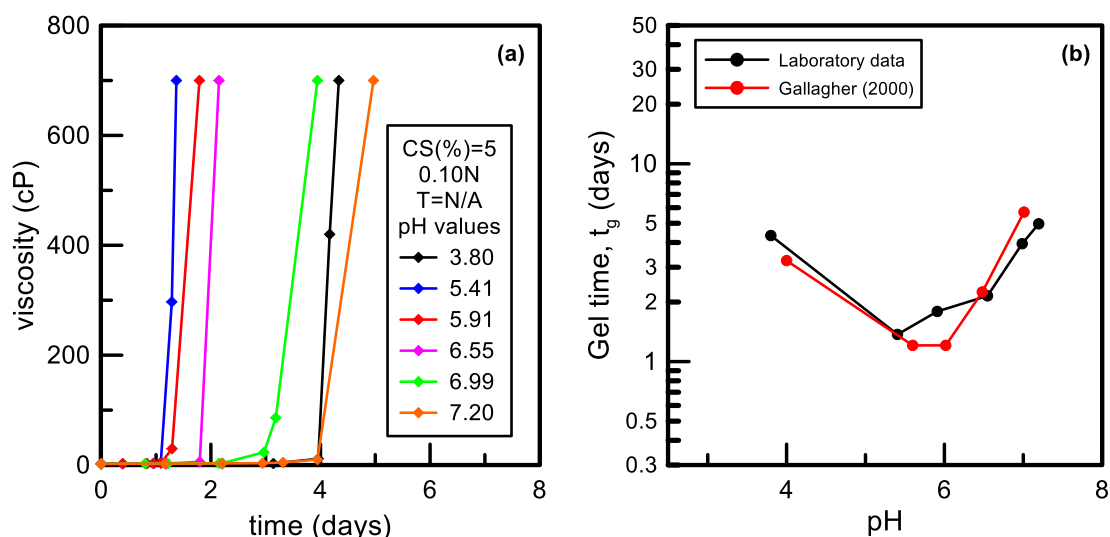 800
600
400
200
0
0
2
4
6
8
viscosity (cP)
time (days)
(a)
CS(%)=5
0.10N
T=N/A
pH values
3.80
5.41
5.91
6.55
6.99
7.20
50
30
20
10
5
3
2
1
0.5
0.3
4
6
8
Gel time, tg (days)
pH
(b)
Laboratory data
Gallagher (2000)